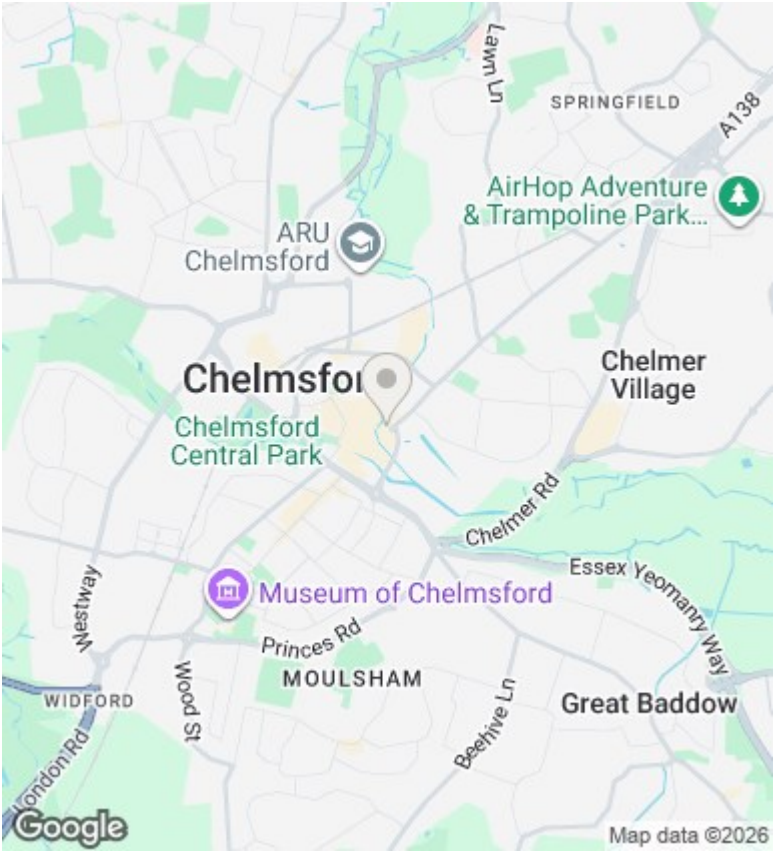 Lawn Ln
SPRINGFIELD
A138
AirHop Adventure
& Trampoline Park...
ARU
Chelmsford
Chelmsfor
Chelmer
Village
Chelmsford
Central Park
Chelmer Rd
Essex Yeomanry Way
Museum of Chelmsford
Westway
Princes Rd
MOULSHAM
Wood St
WIDFORD
Beehive Ln
Great Baddow
London Rd
Google
Map data ©2026